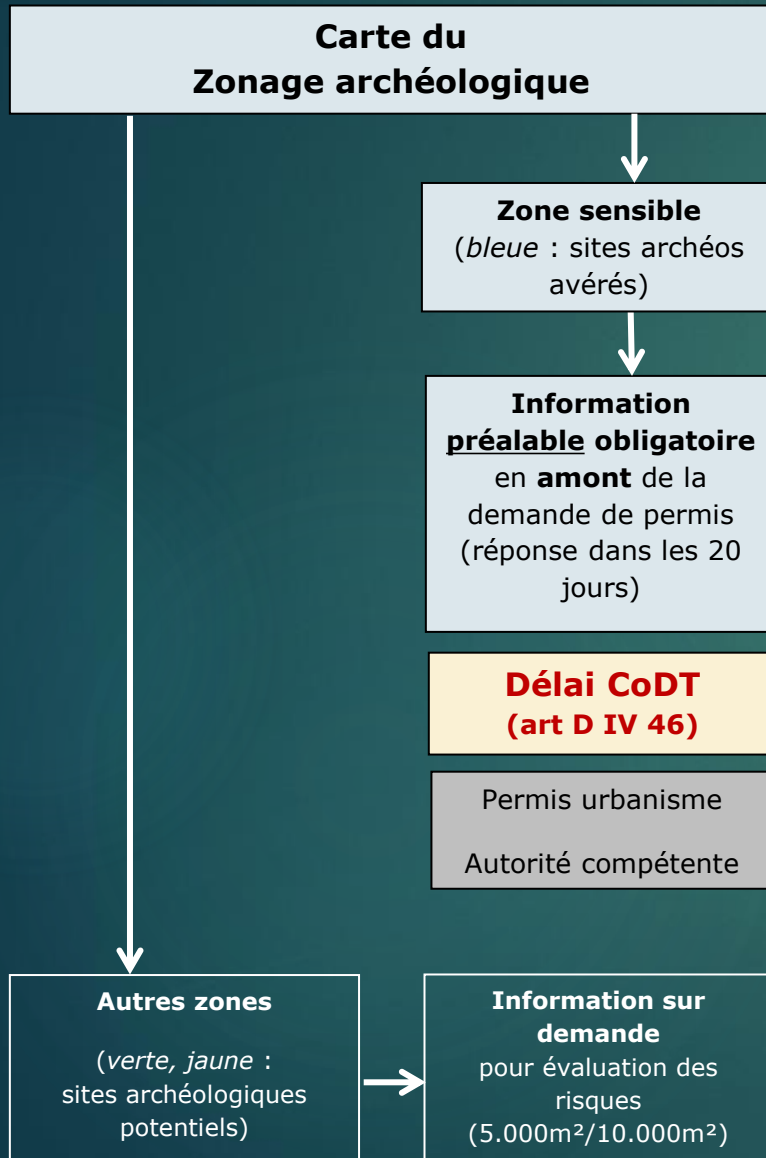 Carte du
Zonage archéologique
Zone sensible
(bleue : sites archéos
avérés)
Information
préalable obligatoire
en amont de la
demande de permis
(réponse dans les 20
jours)
Délai CoDT
(art D IV 46)
Permis urbanisme
Autorité compétente
Autres zones
(verte, jaune :
sites archéologiques
potentiels)
Information sur
demande
pour évaluation des
risques
(5.000m²/10.000m²)